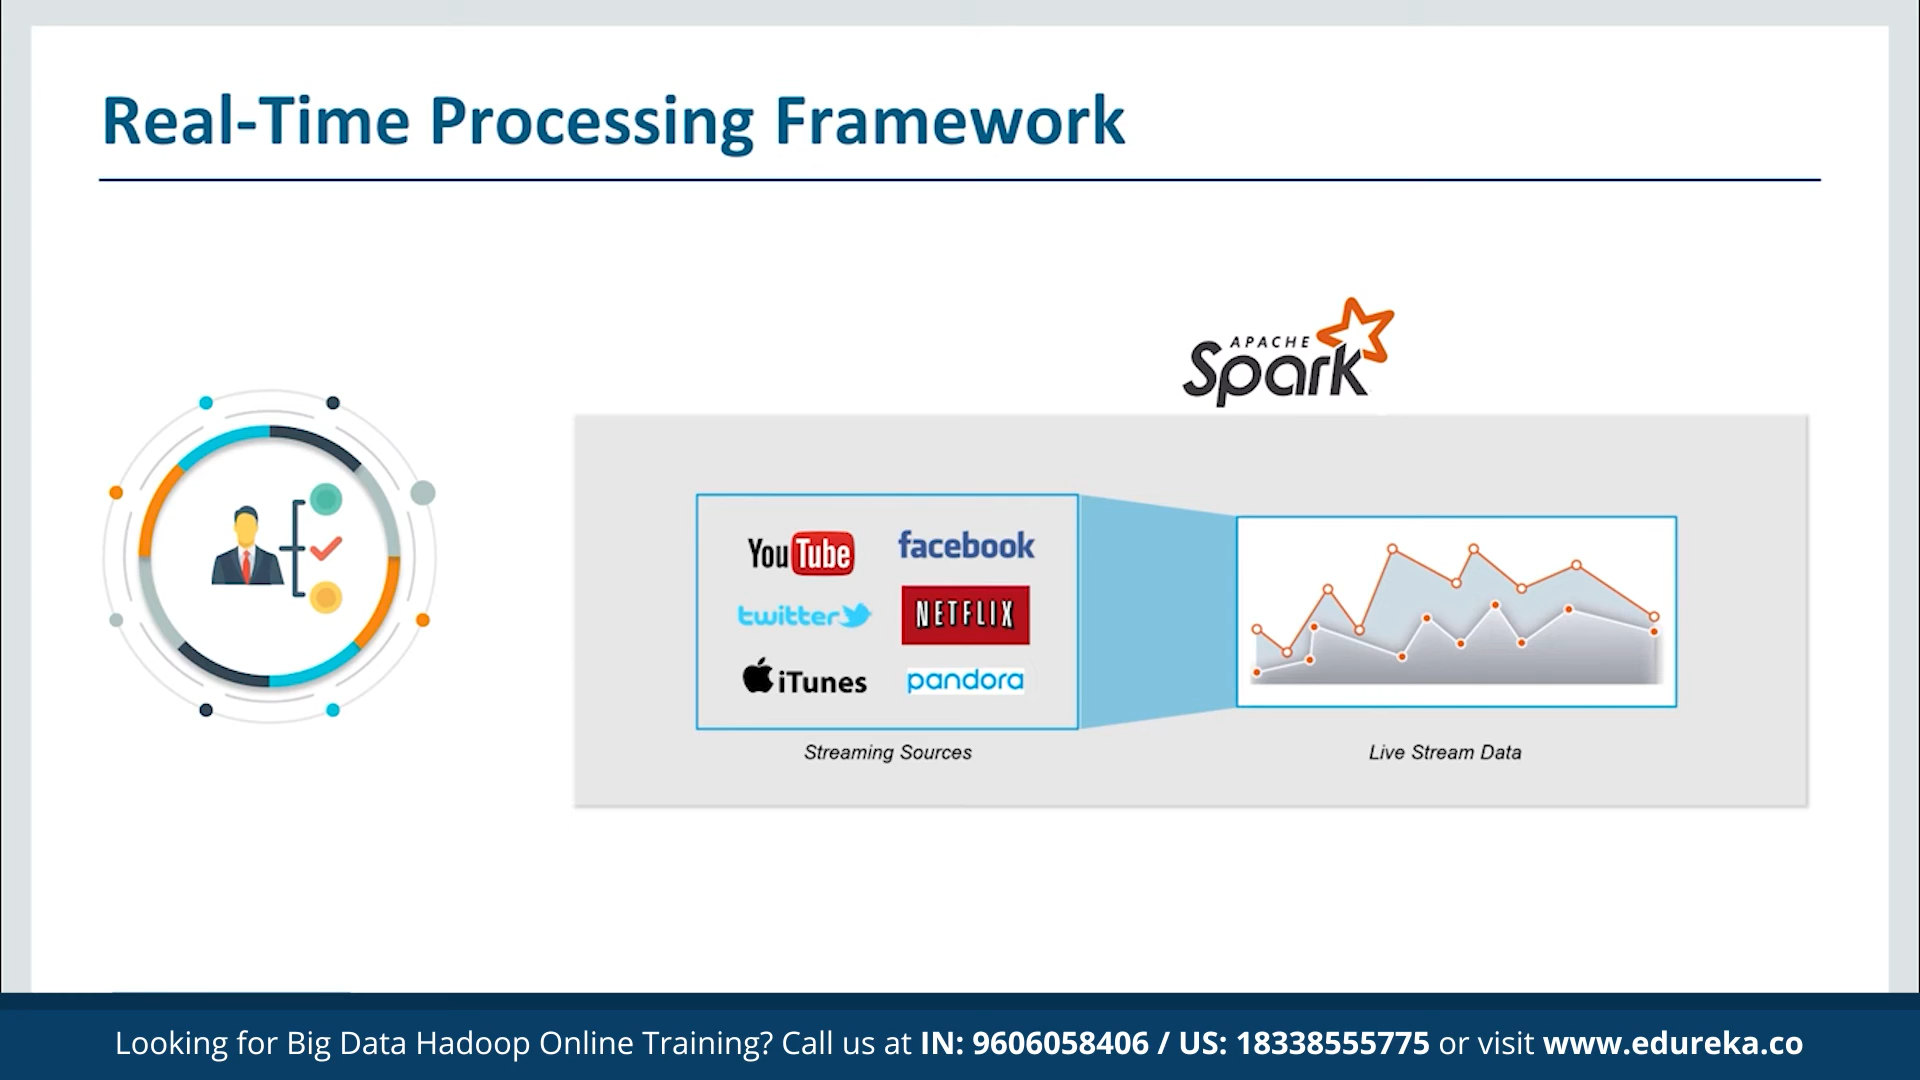 Real-Time Processing Framework
APACHE
Spark
YouTube
facebook
twitter
NETFLIX
iTunes
pandora
Streaming Sources
Live Stream Data
Looking for Big Data Hadoop Online Training? Call us at IN: 9606058406 / US: 18338555775 or visit www.edureka.co